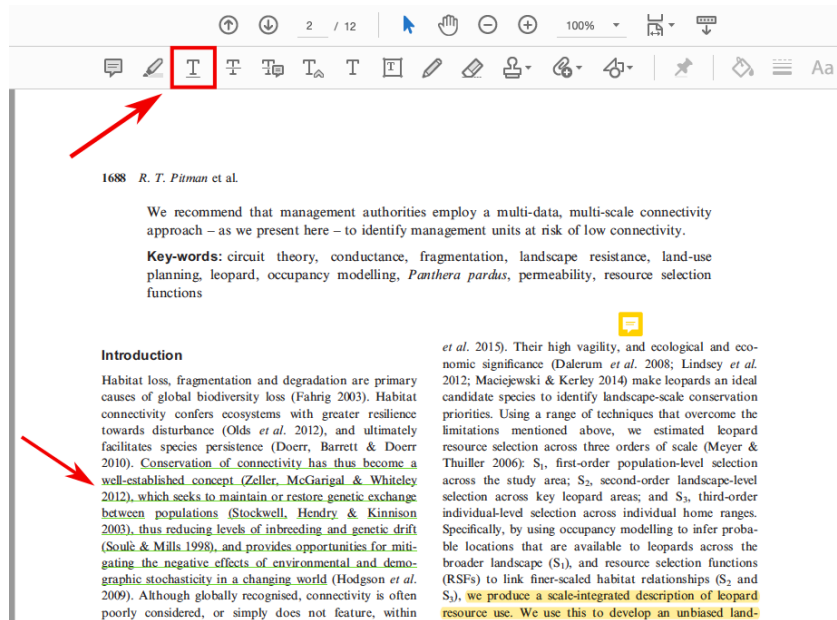 2 / 12 100%
T T T T T T Aa
1688 R. T. Pitman et al.
We recommend that management authorities employ a multi-data, multi-scale connectivity
approach – as we present here – to identify management units at risk of low connectivity.
Key-words: circuit theory, conductance, fragmentation, landscape resistance, land-use
planning, leopard, occupancy modelling, Panthera pardus, permeability, resource selection
functions
Introduction
Habitat loss, fragmentation and degradation are primary
causes of global biodiversity loss (Fahrig 2003). Habitat
connectivity confers ecosystems with greater resilience
towards disturbance (Olds et al. 2012), and ultimately
facilitates species persistence (Doerr, Barrett & Doerr
2010). Conservation of connectivity has thus become a
well-established concept (Zeller, McGarigal & Whiteley
2012), which seeks to maintain or restore genetic exchange
between populations (Stockwell, Hendry & Kinnison
2003), thus reducing levels of inbreeding and genetic drift
(Soulè & Mills 1998), and provides opportunities for miti-
gating the negative effects of environmental and demo-
graphic stochasticity in a changing world (Hodgson et al.
2009). Although globally recognised, connectivity is often
poorly considered, or simply does not feature, within
et al. 2015). Their high vagility, and ecological and eco-
nomic significance (Dalerum et al. 2008; Lindsey et al.
2012; Maciejewski & Kerley 2014) make leopards an ideal
candidate species to identify landscape-scale conservation
priorities. Using a range of techniques that overcome the
limitations mentioned above, we estimated leopard
resource selection across three orders of scale (Meyer &
Thuiller 2006): S₁, first-order population-level selection
across the study area; S₂, second-order landscape-level
selection across key leopard areas; and S₃, third-order
individual-level selection across individual home ranges.
Specifically, by using occupancy modelling to infer proba-
ble locations that are available to leopards across the
broader landscape (S₁), and resource selection functions
(RSFs) to link finer-scaled habitat relationships (S₂ and
S₃), we produce a scale-integrated description of leopard
resource use. We use this to develop an unbiased land-